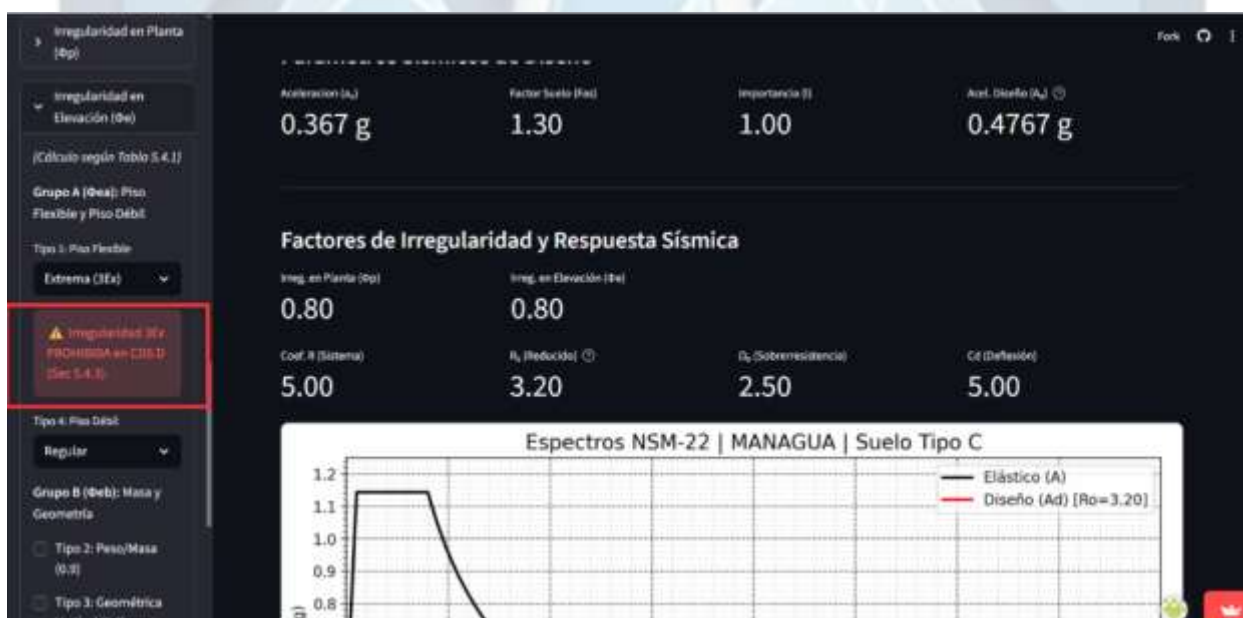 Irregularidad en Planta
(Φp)
Irregularidad en
Elevación (Φe)
(Cálculo según Tabla 5.4.1)
Grupo A (Φea): Piso
Flexible y Piso Débil
Tipo 1: Piso Flexible
Extrema (3Ex)
⚠ Irregularidad 3Ex
PROHIBIDA en CDS D
(Sec 5.4.3)
Tipo 4: Piso Débil
Regular
Grupo B (Φeb): Masa y
Geometría
Tipo 2: Peso/Masa
(0.9)
Tipo 3: Geométrica
Fork
Aceleracion (a₀)
0.367 g
Factor Suelo (Fas)
1.30
Importancia (I)
1.00
Acel. Diseño (A₀)
0.4767 g
Factores de Irregularidad y Respuesta Sísmica
Irreg. en Planta (Φp)
0.80
Irreg. en Elevación (Φe)
0.80
Coef. R (Sistema)
5.00
R₀ (Reducido)
3.20
Ω₀ (Sobrerresistencia)
2.50
Cd (Deflexión)
5.00
Espectros NSM-22 | MANAGUA | Suelo Tipo C
Elástico (A)
Diseño (Ad) [Ro=3.20]
1.2
1.1
1.0
0.9
0.8
g)